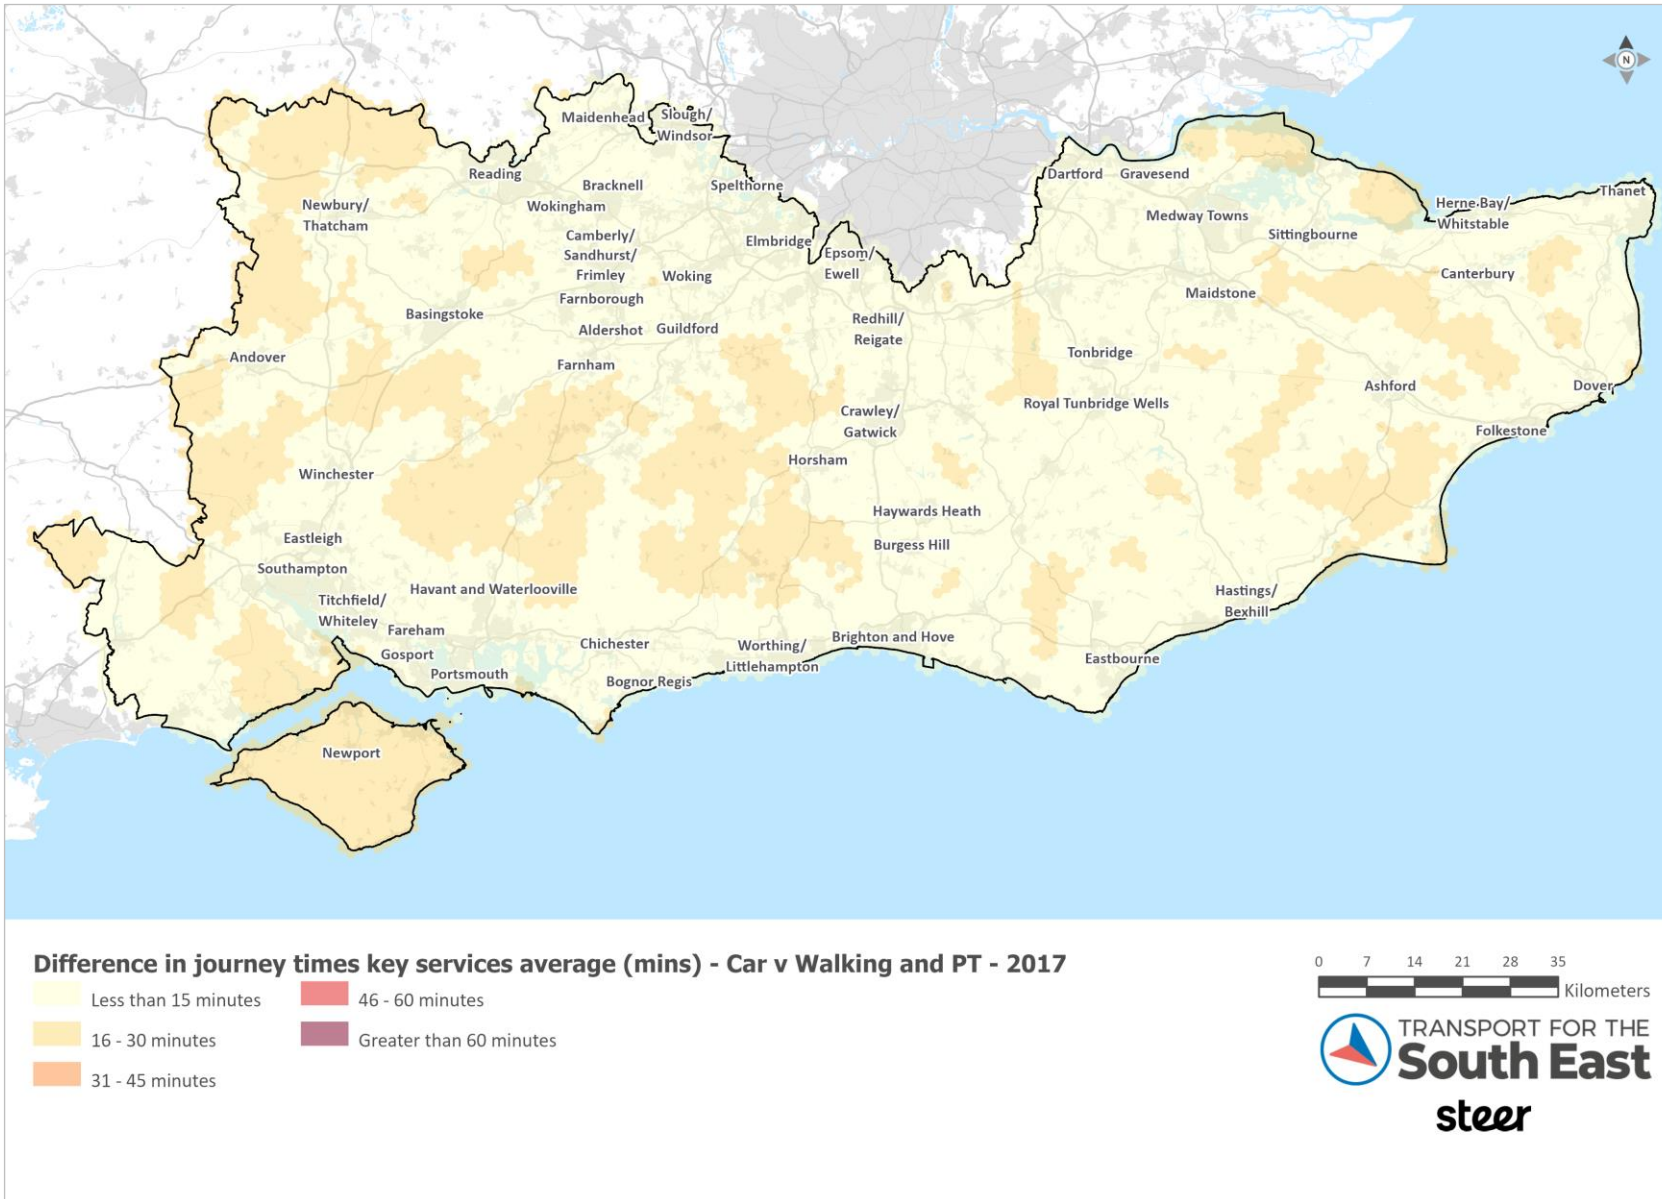 N
Maidenhead
Slough/
Windsor
Reading
Bracknell
Wokingham
Spelthorne
Dartford
Gravesend
Thanet
Newbury/
Thatcham
Herne Bay/
Whitstable
Medway Towns
Sittingbourne
Camberly/
Sandhurst/
Frimley
Elmbridge
Epsom/
Ewell
Woking
Canterbury
Farnborough
Maidstone
Basingstoke
Aldershot
Guildford
Redhill/
Reigate
Andover
Farnham
Tonbridge
Ashford
Dover
Royal Tunbridge Wells
Crawley/
Gatwick
Folkestone
Horsham
Winchester
Haywards Heath
Eastleigh
Burgess Hill
Southampton
Havant and Waterlooville
Hastings/
Bexhill
Titchfield/
Whiteley
Fareham
Gosport
Chichester
Worthing/
Littlehampton
Brighton and Hove
Eastbourne
Portsmouth
Bognor Regis
Newport
Difference in journey times key services average (mins) - Car v Walking and PT - 2017
Less than 15 minutes
16 - 30 minutes
31 - 45 minutes
46 - 60 minutes
Greater than 60 minutes
0 7 14 21 28 35
Kilometers
TRANSPORT FOR THE
South East
steer